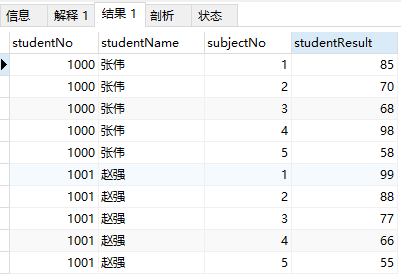 信息 解释 1 结果 1 剖析 状态
studentNo studentName subjectNo studentResult
1000 张伟 1 85
1000 张伟 2 70
1000 张伟 3 68
1000 张伟 4 98
1000 张伟 5 58
1001 赵强 1 99
1001 赵强 2 88
1001 赵强 3 77
1001 赵强 4 66
1001 赵强 5 55